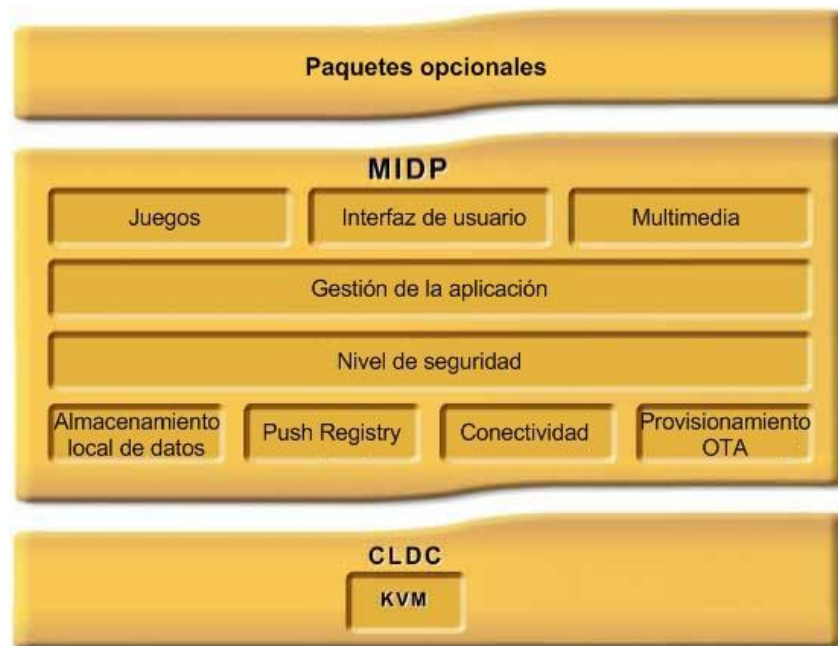 Paquetes opcionales
MIDP
Juegos
Interfaz de usuario
Multimedia
Gestión de la aplicación
Nivel de seguridad
Almacenamiento
local de datos
Push Registry
Conectividad
Provisionamiento
OTA
CLDC
KVM